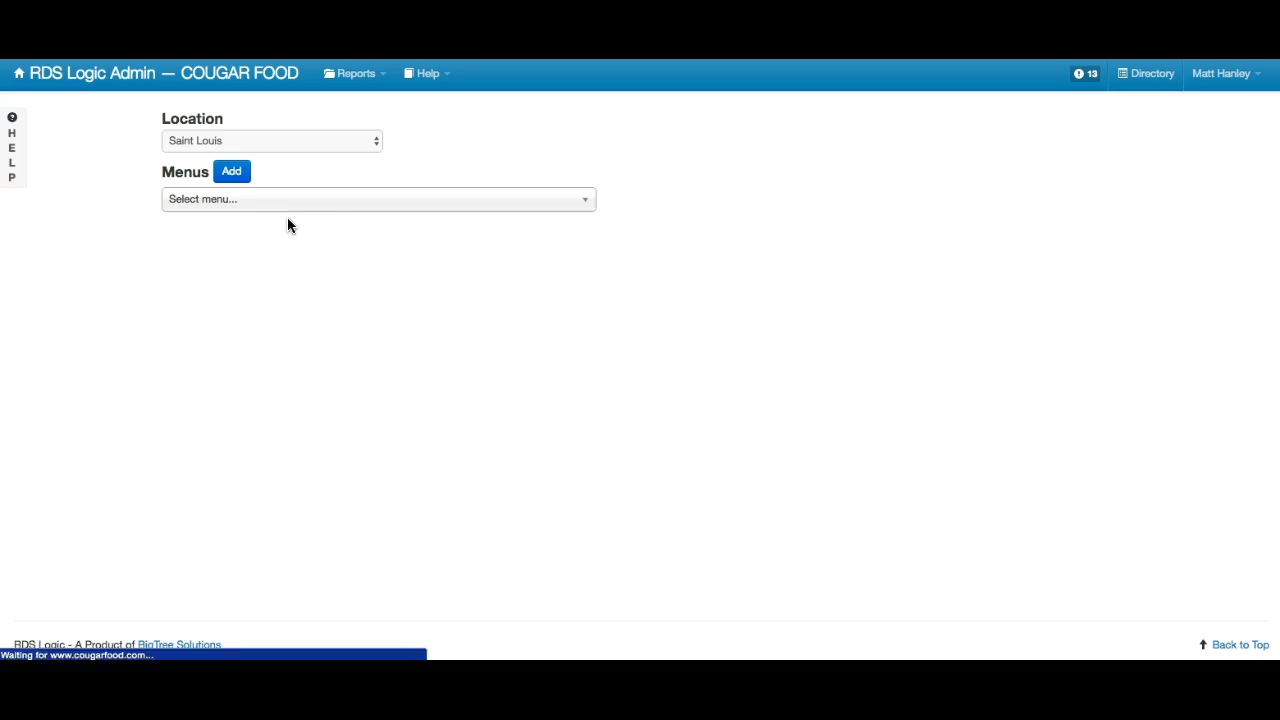 RDS Logic Admin — COUGAR FOOD Reports Help 13 Directory Matt Hanley
H
E
L
P
Location
Saint Louis
Menus Add
Select menu...
RDS Logic - A Product of BigTree Solutions
Back to Top
Waiting for www.cougarfood.com...